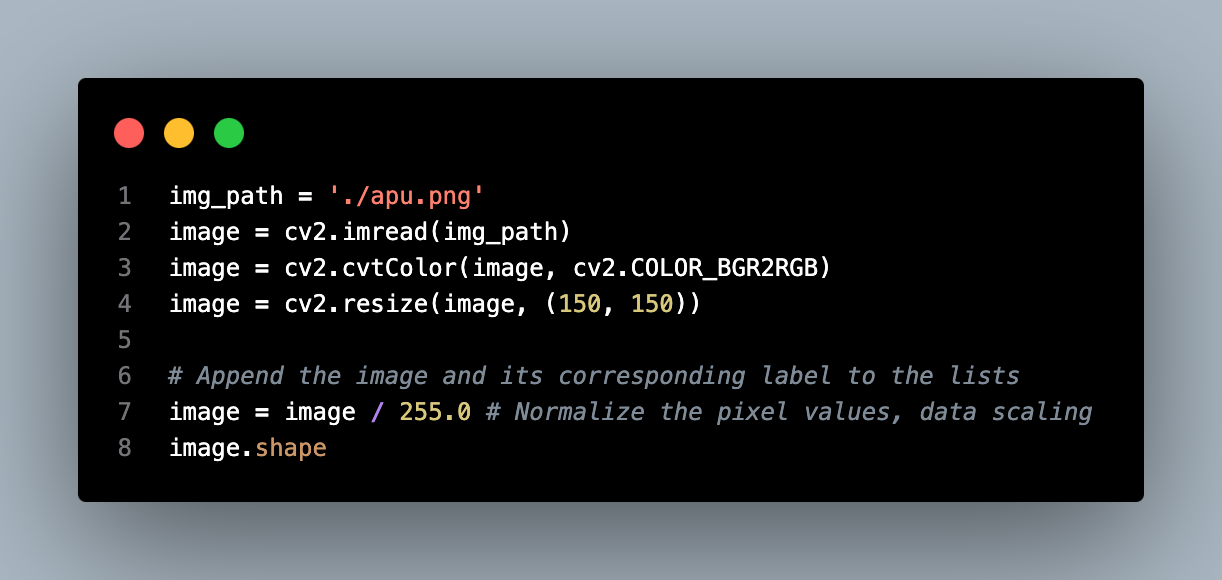 1 img_path = './apu.png'
2 image = cv2.imread(img_path)
3 image = cv2.cvtColor(image, cv2.COLOR_BGR2RGB)
4 image = cv2.resize(image, (150, 150))
5
6 # Append the image and its corresponding label to the lists
7 image = image / 255.0 # Normalize the pixel values, data scaling
8 image.shape